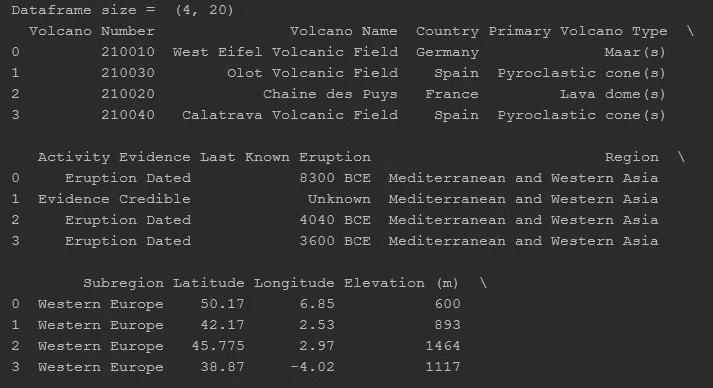 Dataframe size =  (4, 20)
  Volcano Number                Volcano Name  Country Primary Volcano Type  \
0         210010  West Eifel Volcanic Field  Germany              Maar(s)
1         210030        Olot Volcanic Field    Spain  Pyroclastic cone(s)
2         210020            Chaine des Puys   France         Lava dome(s)
3         210040   Calatrava Volcanic Field    Spain  Pyroclastic cone(s)
   Activity Evidence Last Known Eruption                           Region  \
0      Eruption Dated            8300 BCE  Mediterranean and Western Asia
1  Evidence Credible             Unknown  Mediterranean and Western Asia
2      Eruption Dated            4040 BCE  Mediterranean and Western Asia
3      Eruption Dated            3600 BCE  Mediterranean and Western Asia
        Subregion Latitude Longitude Elevation (m)  \
0  Western Europe    50.17      6.85           600
1  Western Europe    42.17      2.53           893
2  Western Europe   45.775      2.97          1464
3  Western Europe    38.87     -4.02          1117